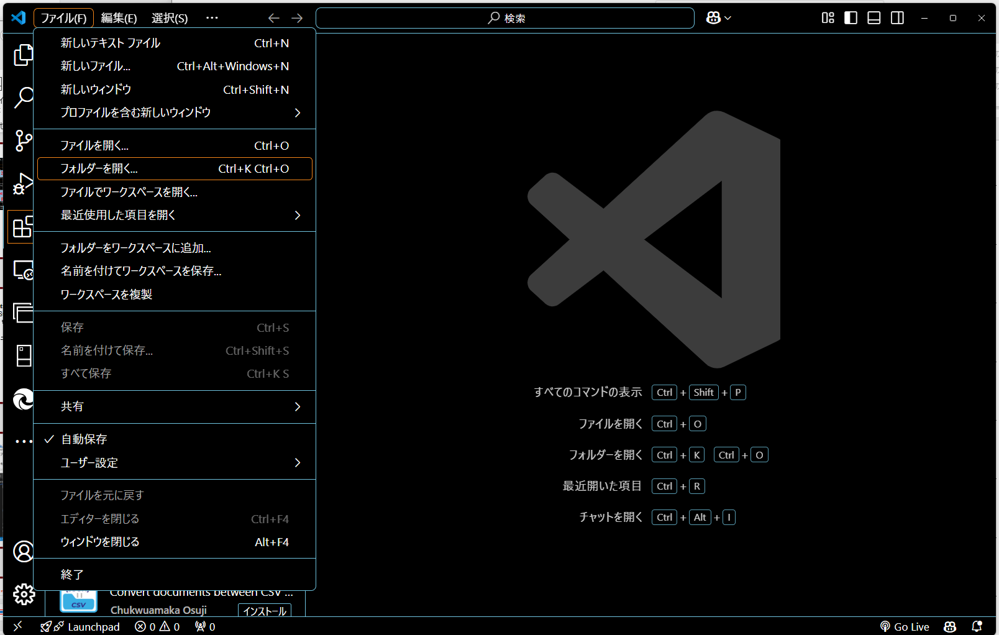 ファイル(F) 編集(E) 選択(S) … 検索
新しいテキスト ファイル Ctrl+N
新しいファイル... Ctrl+Alt+Windows+N
新しいウィンドウ Ctrl+Shift+N
プロファイルを含む新しいウィンドウ
ファイルを開く... Ctrl+O
フォルダーを開く... Ctrl+K Ctrl+O
ファイルでワークスペースを開く...
最近使用した項目を開く
フォルダーをワークスペースに追加...
名前を付けてワークスペースを保存...
ワークスペースを複製
保存 Ctrl+S
名前を付けて保存... Ctrl+Shift+S
すべて保存 Ctrl+K S
共有
自動保存
ユーザー設定
ファイルを元に戻す
エディターを閉じる Ctrl+F4
ウィンドウを閉じる Alt+F4
終了
すべてのコマンドの表示 Ctrl + Shift + P
ファイルを開く Ctrl + O
フォルダーを開く Ctrl + K Ctrl + O
最近開いた項目 Ctrl + R
チャットを開く Ctrl + Alt + I
Convert documents between CSV ...
CSV
Chukwuamaka Osuji インストール
Launchpad 0 0 0 Go Live